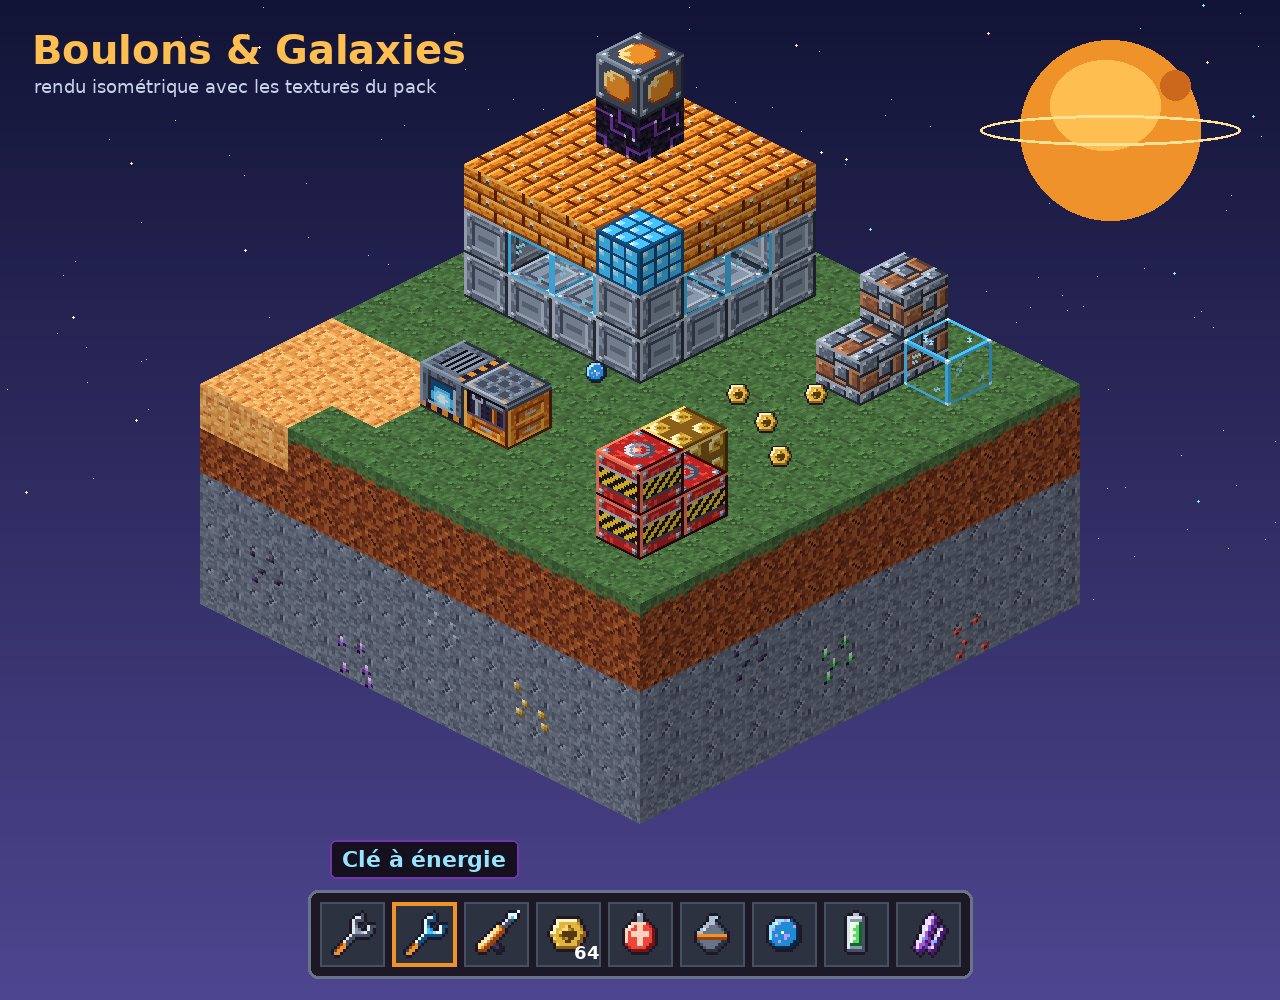 Boulons & Galaxies
rendu isométrique avec les textures du pack
Clé à énergie
64